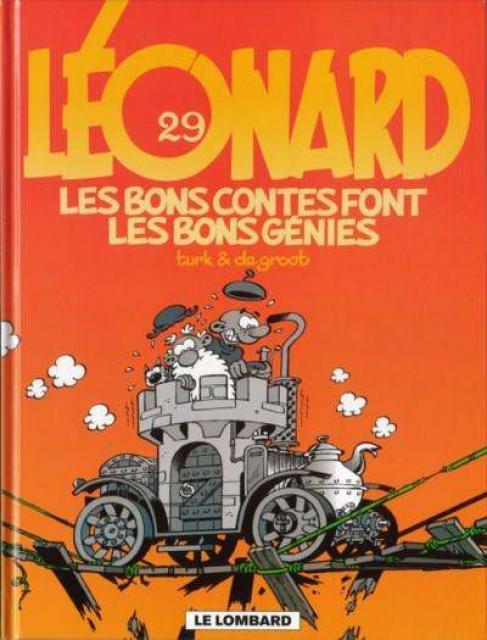 LÉONARD
29
LES BONS CONTES FONT
LES BONS GÉNIES
turk & de groot
LE LOMBARD